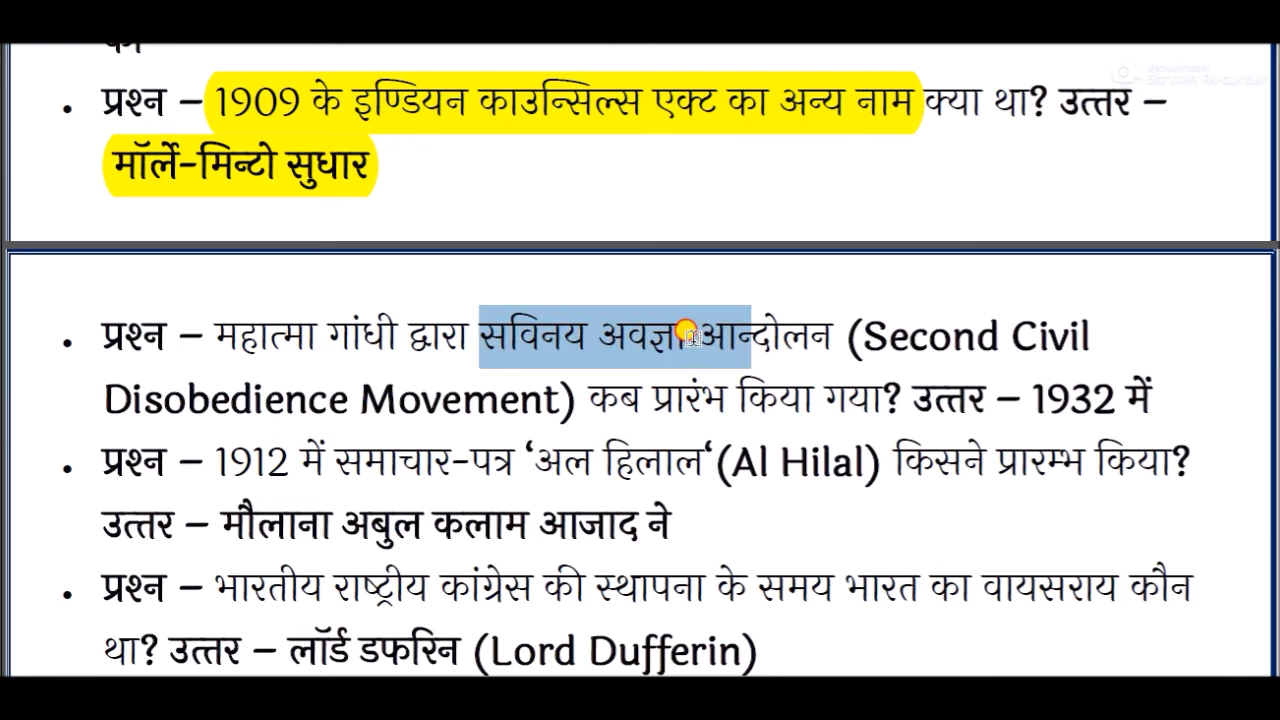 प्रश्न – 1909 के इण्डियन काउन्सिल्स एक्ट का अन्य नाम क्या था? उत्तर –
मॉर्ले-मिन्टो सुधार
प्रश्न – महात्मा गांधी द्वारा सविनय अवज्ञा आन्दोलन (Second Civil
Disobedience Movement) कब प्रारंभ किया गया? उत्तर – 1932 में
प्रश्न – 1912 में समाचार-पत्र ‘अल हिलाल‘(Al Hilal) किसने प्रारम्भ किया?
उत्तर – मौलाना अबुल कलाम आजाद ने
प्रश्न – भारतीय राष्ट्रीय कांग्रेस की स्थापना के समय भारत का वायसराय कौन
था? उत्तर – लॉर्ड डफरिन (Lord Dufferin)